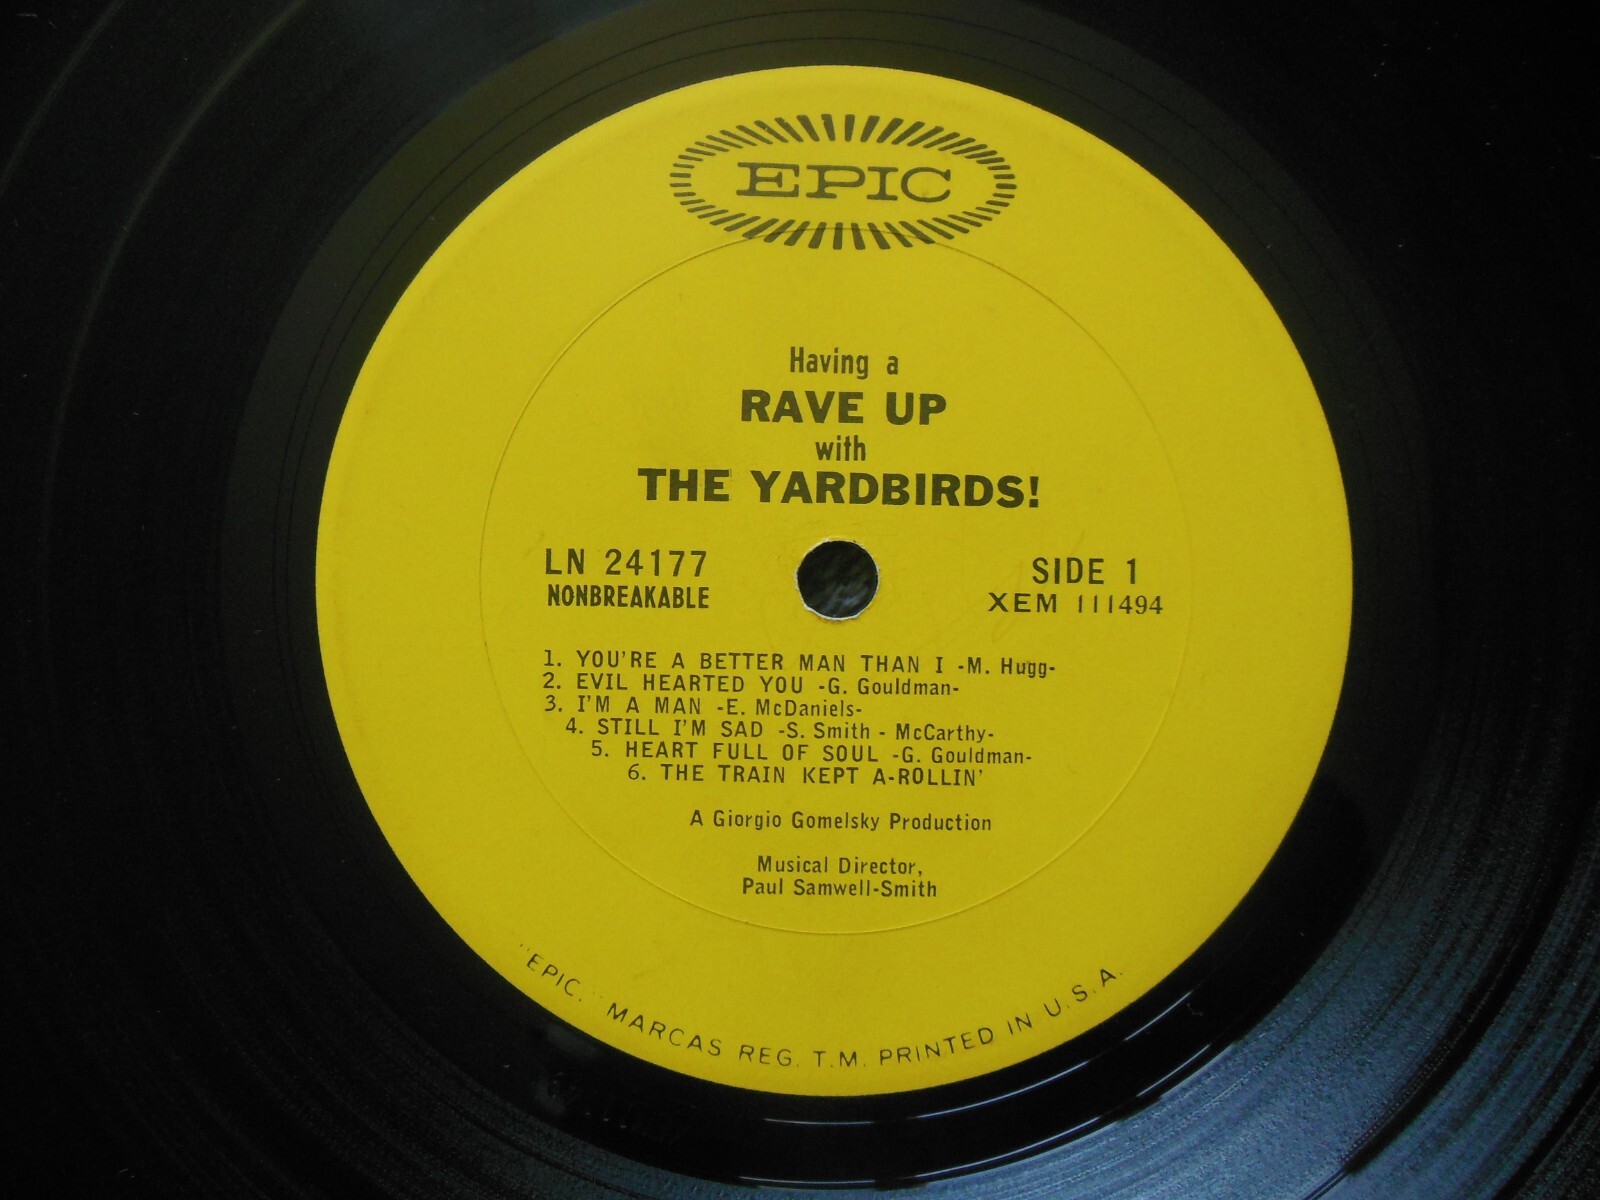 EPIC
Having a
RAVE UP
with
THE YARDBIRDS!
LN 24177
NONBREAKABLE
SIDE 1
XEM 111494
1. YOU'RE A BETTER MAN THAN I -M. Hugg-
2. EVIL HEARTED YOU -G. Gouldman-
3. I'M A MAN -E. McDaniels-
4. STILL I'M SAD -S. Smith - McCarthy-
5. HEART FULL OF SOUL -G. Gouldman-
6. THE TRAIN KEPT A-ROLLIN'
A Giorgio Gomelsky Production
Musical Director,
Paul Samwell-Smith
"EPIC." MARCAS REG. T.M. PRINTED IN U.S.A.